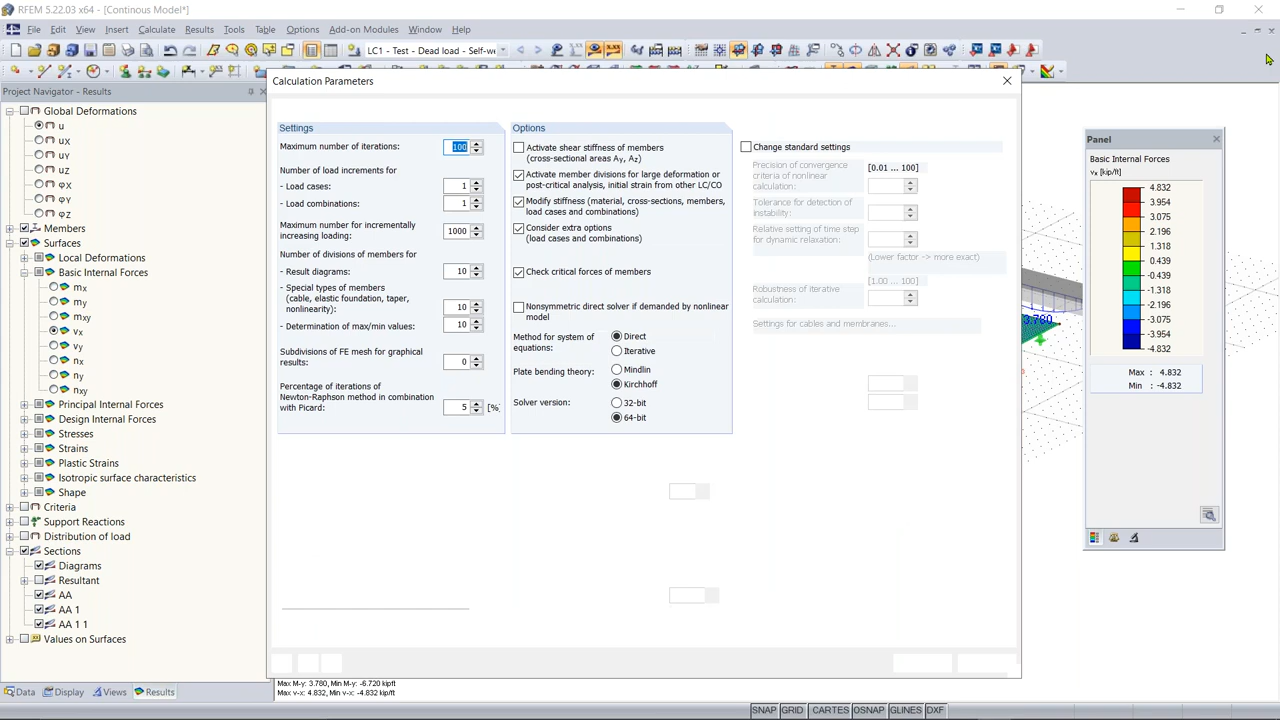 RFEM 5.22.03 x64 - [Continous Model*]
File Edit View Insert Calculate Results Tools Table Options Add-on Modules Window Help
LC1 - Test - Dead load - Self-we
Project Navigator - Results
Global Deformations
u
uX
uY
uZ
φX
φY
φZ
Members
Surfaces
Local Deformations
Basic Internal Forces
mx
my
mxy
vx
vy
nx
ny
nxy
Principal Internal Forces
Design Internal Forces
Stresses
Strains
Plastic Strains
Isotropic surface characteristics
Shape
Criteria
Support Reactions
Distribution of load
Sections
Diagrams
Resultant
AA
AA 1
AA 1 1
Values on Surfaces
Data Display Views Results
Calculation Parameters
Settings
Maximum number of iterations: 100
Number of load increments for
- Load cases: 1
- Load combinations: 1
Maximum number for incrementally
increasing loading: 1000
Number of divisions of members for
- Result diagrams: 10
- Special types of members
(cable, elastic foundation, taper,
nonlinearity): 10
- Determination of max/min values: 10
Subdivisions of FE mesh for graphical
results: 0
Percentage of iterations of
Newton-Raphson method in combination
with Picard: 5 [%]
Options
Activate shear stiffness of members
(cross-sectional areas Ay, Az)
Activate member divisions for large deformation or
post-critical analysis, initial strain from other LC/CO
Modify stiffness (material, cross-sections, members,
load cases and combinations)
Consider extra options
(load cases and combinations)
Check critical forces of members
Nonsymmetric direct solver if demanded by nonlinear
model
Method for system of
equations:
Direct
Iterative
Plate bending theory:
Mindlin
Kirchhoff
Solver version:
32-bit
64-bit
Change standard settings
Precision of convergence
criteria of nonlinear
calculation:
[0.01 ... 100]
Tolerance for detection of
instability:
Relative setting of time step
for dynamic relaxation:
(Lower factor -> more exact)
[1.00 ... 100]
Robustness of iterative
calculation:
Settings for cables and membranes...
3.780
Panel
Basic Internal Forces
vx [kip/ft]
4.832
3.954
3.075
2.196
1.318
0.439
-0.439
-1.318
-2.196
-3.075
-3.954
-4.832
Max : 4.832
Min : -4.832
Max M-y: 3.780, Min M-y: -6.720 kipft
Max v-x: 4.832, Min v-x: -4.832 kip/ft
SNAP GRID CARTES OSNAP GLINES DXF